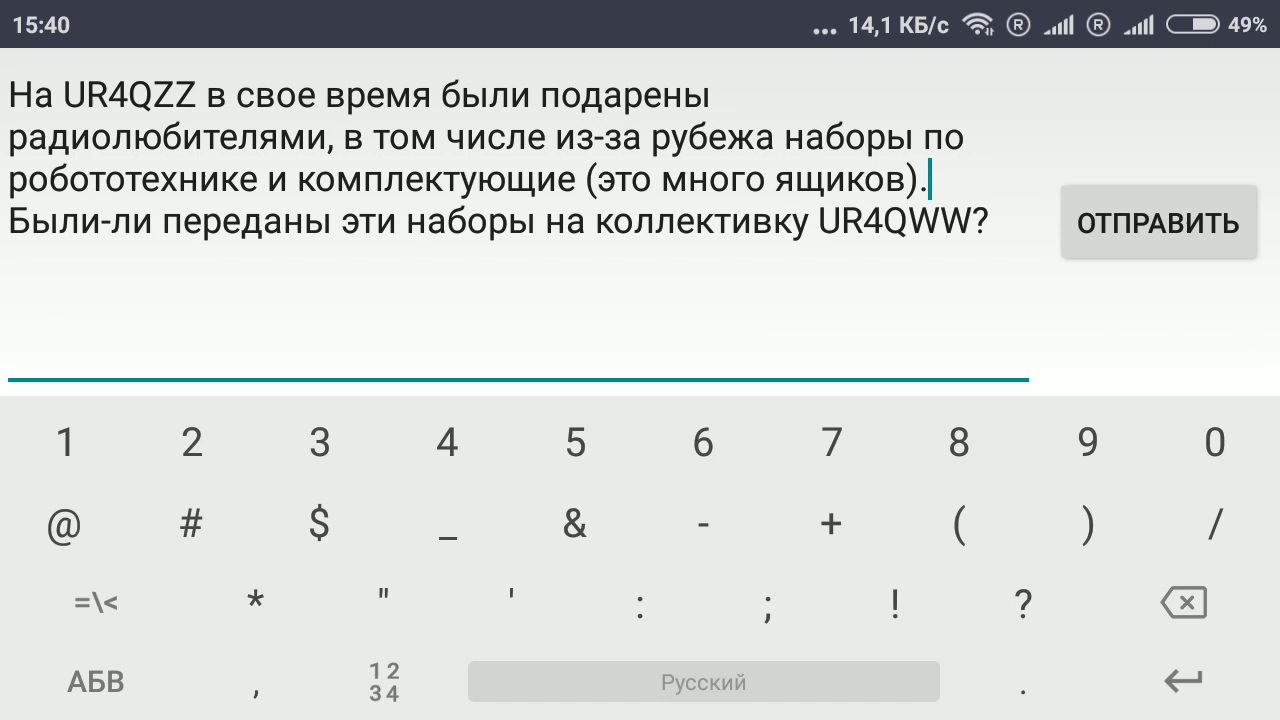 15:40 ... 14,1 КБ/с R R 49%
На UR4QZZ в свое время были подарены
радиолюбителями, в том числе из-за рубежа наборы по
робототехнике и комплектующие (это много ящиков).
Были-ли переданы эти наборы на коллективку UR4QWW?
ОТПРАВИТЬ
1 2 3 4 5 6 7 8 9 0
@ # $ _ & - + ( ) /
=\< * " ' : ; ! ?
АБВ , 12 34 Русский .